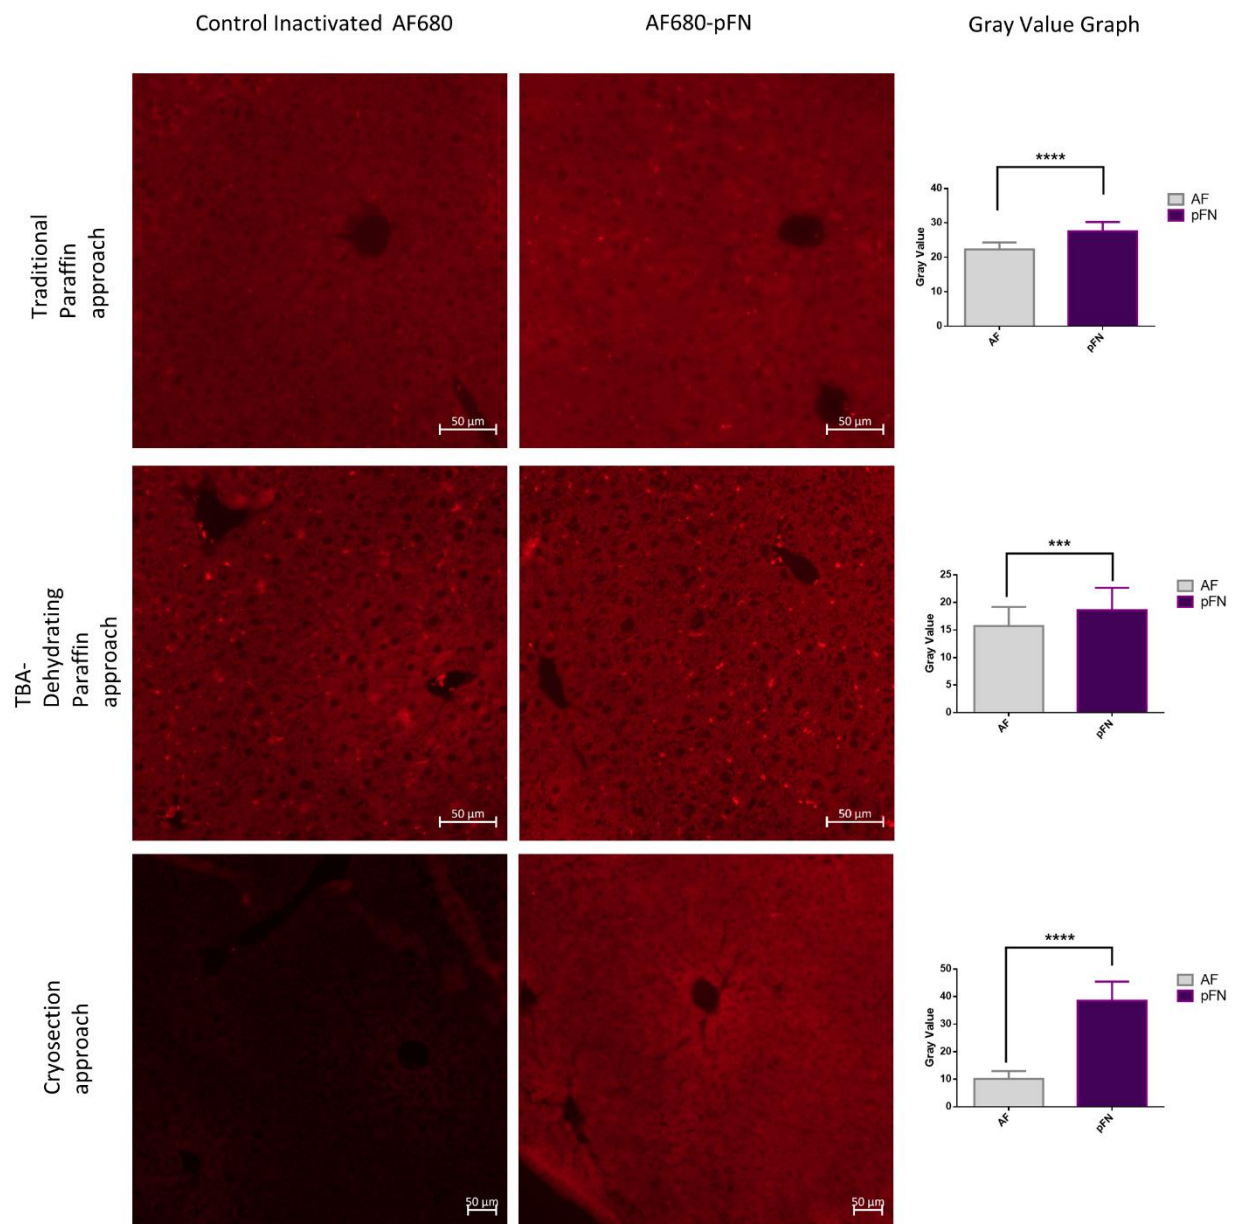 Control Inactivated AF680
AF680-pFN
Gray Value Graph
Traditional
Paraffin
approach
50 µm
50 µm
****
40
30
20
10
0
Gray Value
AF
pFN
AF
pFN
TBA-
Dehydrating
Paraffin
approach
50 µm
50 µm
***
25
20
15
10
5
0
Gray Value
AF
pFN
AF
pFN
Cryosection
approach
50 µm
50 µm
****
50
40
30
20
10
0
Gray Value
AF
pFN
AF
pFN